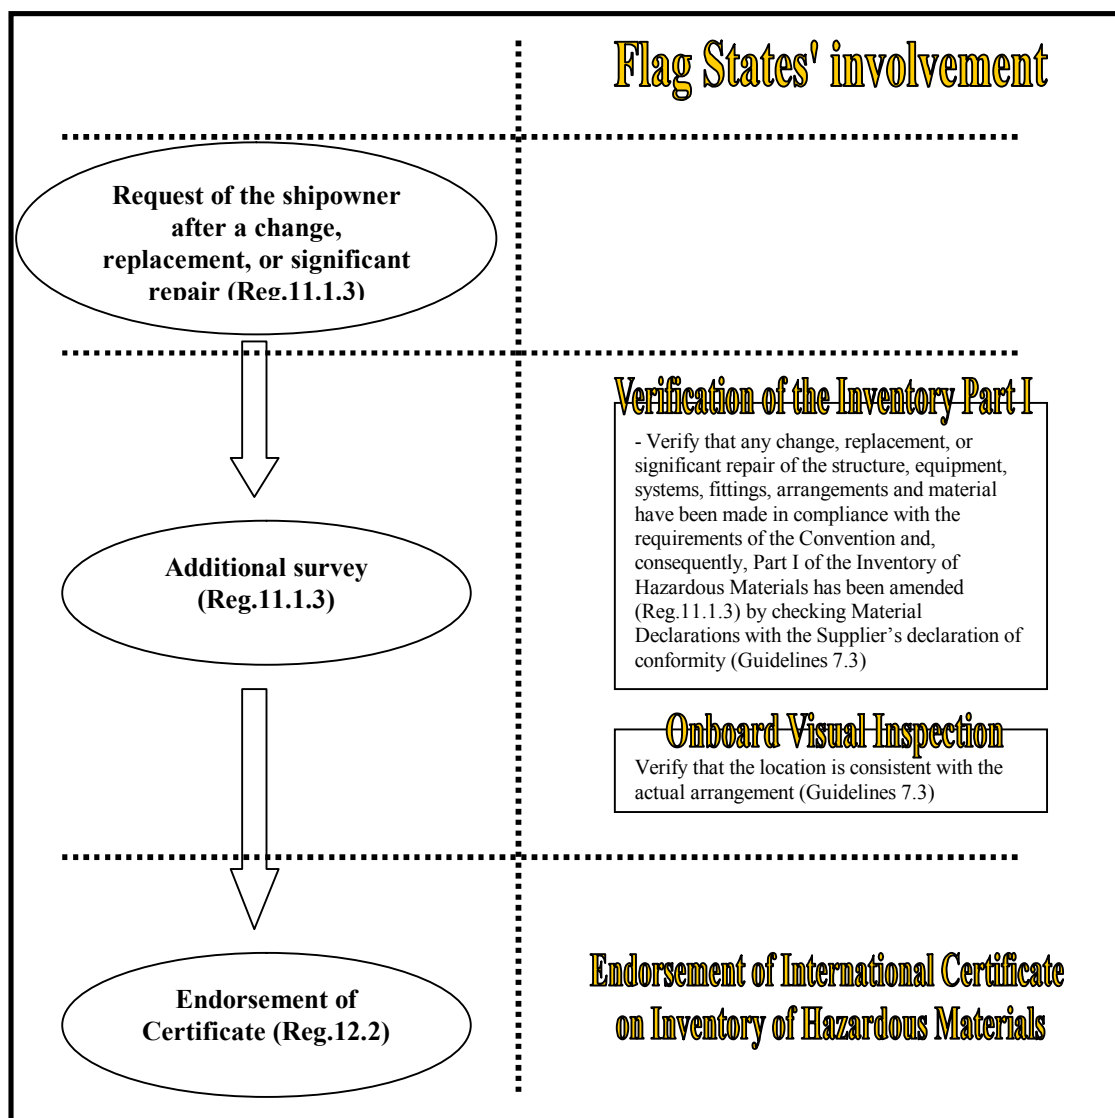 Flag States' involvement
Request of the shipowner
after a change,
replacement, or significant
repair (Reg.11.1.3)
Verification of the Inventory Part I
- Verify that any change, replacement, or
significant repair of the structure, equipment,
systems, fittings, arrangements and material
have been made in compliance with the
requirements of the Convention and,
consequently, Part I of the Inventory of
Hazardous Materials has been amended
(Reg.11.1.3) by checking Material
Declarations with the Supplier’s declaration of
conformity (Guidelines 7.3)
Additional survey
(Reg.11.1.3)
Onboard Visual Inspection
Verify that the location is consistent with the
actual arrangement (Guidelines 7.3)
Endorsement of
Certificate (Reg.12.2)
Endorsement of International Certificate
on Inventory of Hazardous Materials